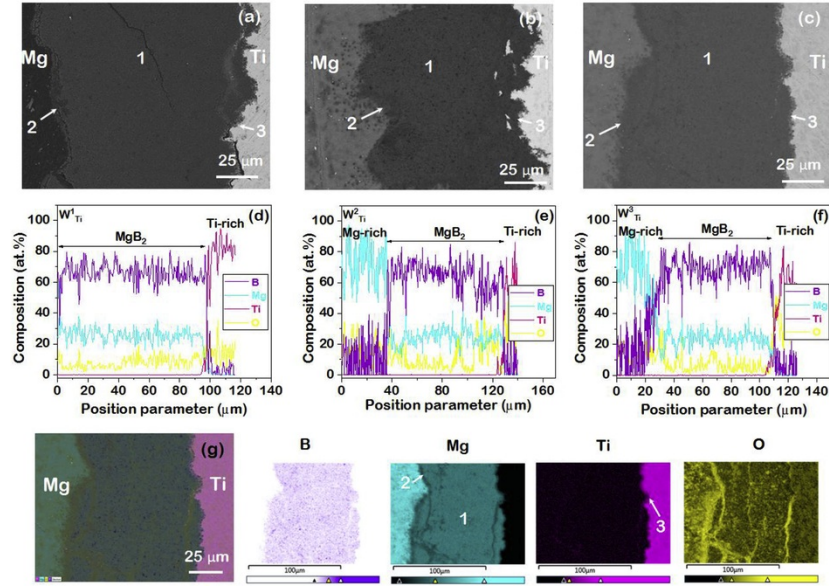 (a)
Mg
1
Ti
2
3
25 μm
(b)
Mg
1
Ti
2
3
25 μm
(c)
Mg
1
Ti
2
3
25 μm
W¹Ti
(d)
MgB₂
Ti-rich
100
80
60
40
20
0
Composition (at.%)
B
Mg
Ti
O
0 20 40 60 80 100 120 140
Position parameter (μm)
W²Ti
(e)
Mg-rich
MgB₂
Ti-rich
100
80
60
40
20
0
Composition (at.%)
B
Mg
Ti
O
0 20 40 60 80 100 120 140 160
Position parameter (μm)
W³Ti
(f)
Mg-rich
MgB₂
Ti-rich
100
80
60
40
20
0
Composition (at.%)
B
Mg
Ti
O
0 20 40 60 80 100 120 140
Position parameter (μm)
(g)
Mg
Ti
25 μm
B
100μm
Mg
2
1
100μm
Ti
3
100μm
O
100μm